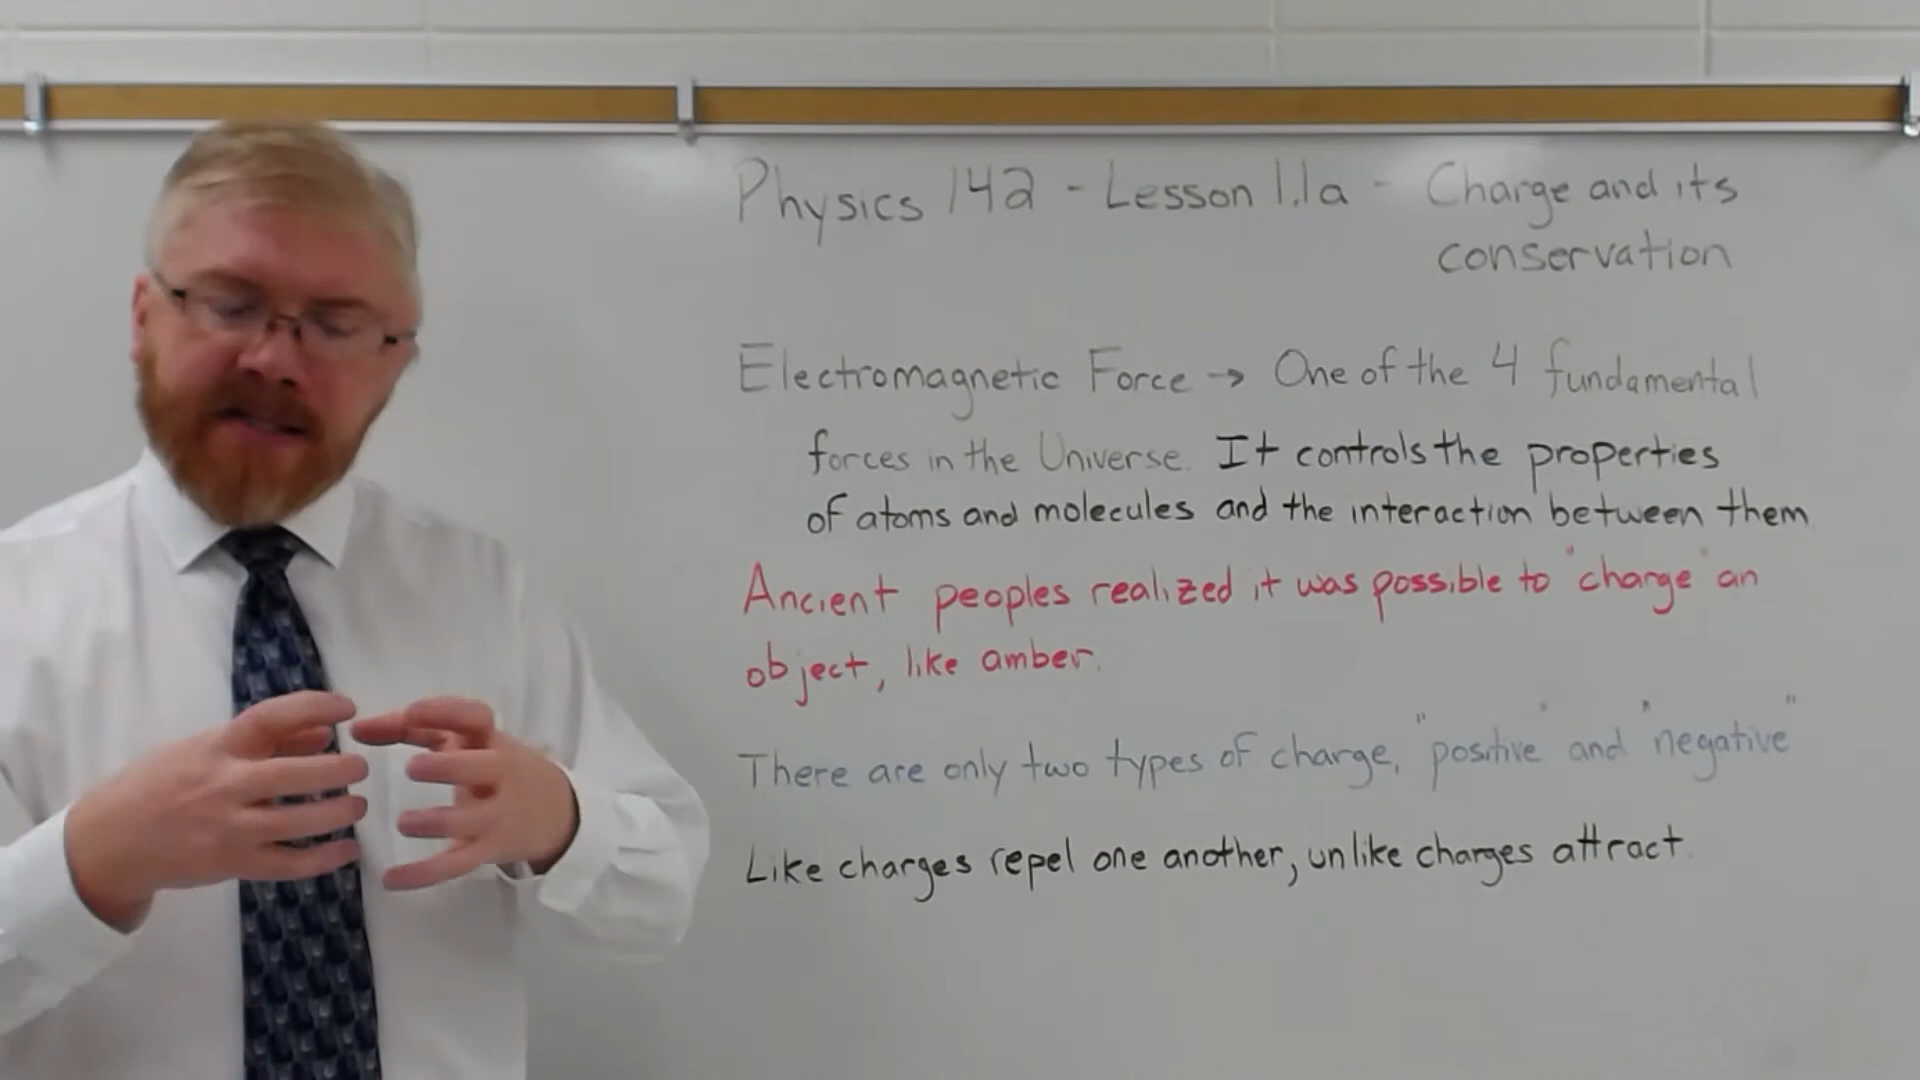 Physics 142 - Lesson 1.1a - Charge and its
conservation
Electromagnetic Force → One of the 4 fundamental
forces in the Universe. It controls the properties
of atoms and molecules and the interaction between them
Ancient peoples realized it was possible to "charge" an
object, like amber.
There are only two types of charge, "positive" and "negative"
Like charges repel one another, unlike charges attract.